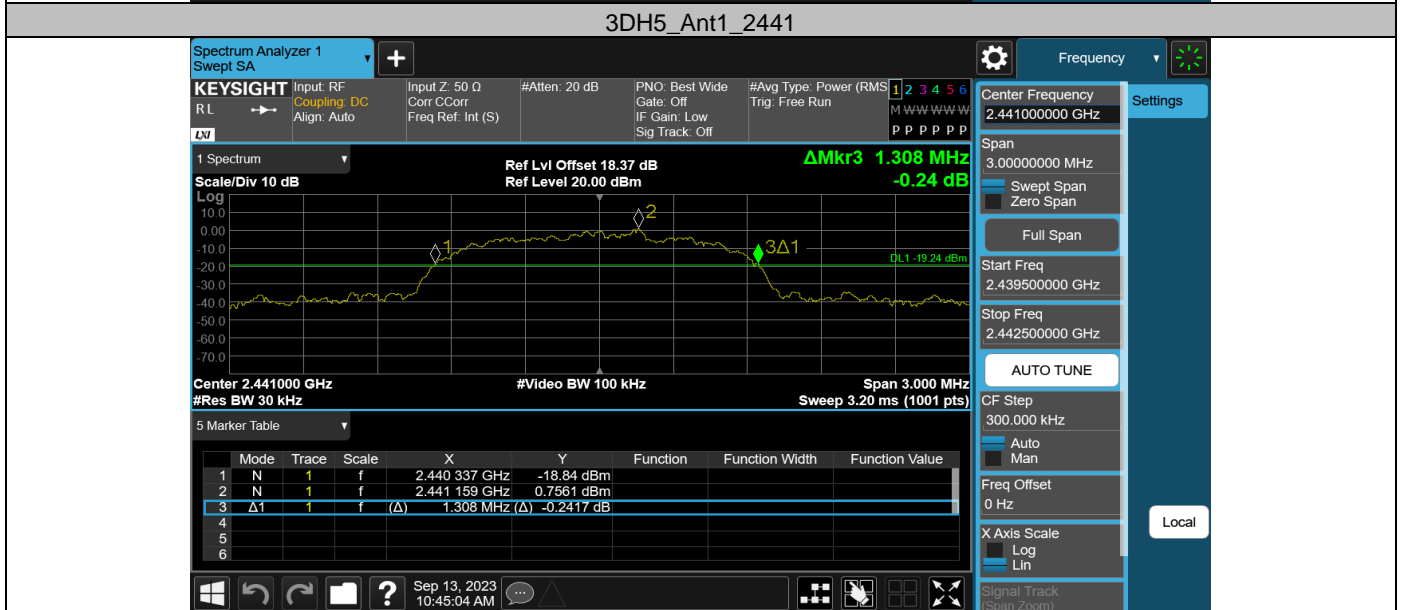 3DH5_Ant1_2441
Spectrum Analyzer 1
Swept SA
Frequency
KEYSIGHT
RL
LXI
Input: RF
Coupling: DC
Align: Auto
Input Z: 50 Ω
Corr CCorr
Freq Ref: Int (S)
#Atten: 20 dB
PNO: Best Wide
Gate: Off
IF Gain: Low
Sig Track: Off
#Avg Type: Power (RMS
Trig: Free Run
1 2 3 4 5 6
M W W W W W
P P P P P P
1 Spectrum
Scale/Div 10 dB
Ref Lvl Offset 18.37 dB
Ref Level 20.00 dBm
ΔMkr3 1.308 MHz
-0.24 dB
Log
10.0
0.00
-10.0
-20.0
-30.0
-40.0
-50.0
-60.0
-70.0
1
2
3Δ1
DL1 -19.24 dBm
Center 2.441000 GHz
#Video BW 100 kHz
Span 3.000 MHz
#Res BW 30 kHz
Sweep 3.20 ms (1001 pts)
5 Marker Table
Mode Trace Scale X Y Function Function Width Function Value
1 N 1 f 2.440 337 GHz -18.84 dBm
2 N 1 f 2.441 159 GHz 0.7561 dBm
3 Δ1 1 f (Δ) 1.308 MHz (Δ) -0.2417 dB
4
5
6
Sep 13, 2023
10:45:04 AM
Center Frequency
2.441000000 GHz
Settings
Span
3.00000000 MHz
Swept Span
Zero Span
Full Span
Start Freq
2.439500000 GHz
Stop Freq
2.442500000 GHz
AUTO TUNE
CF Step
300.000 kHz
Auto
Man
Freq Offset
0 Hz
X Axis Scale
Log
Lin
Local
Signal Track
(Span Zoom)